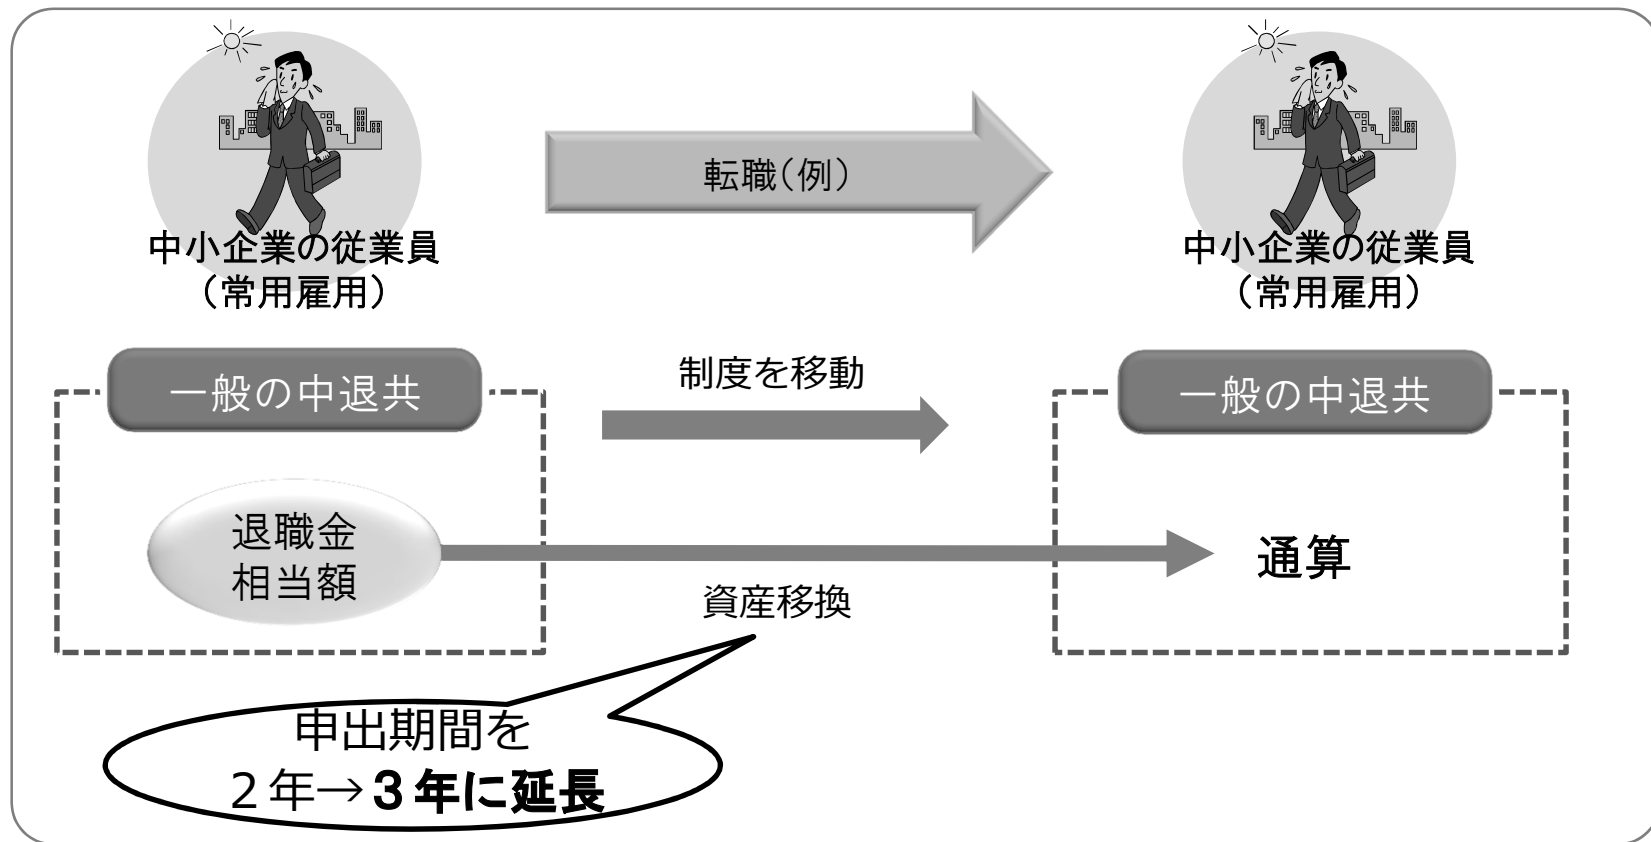 転職（例）
中小企業の従業員
（常用雇用）
中小企業の従業員
（常用雇用）
一般の中退共
制度を移動
一般の中退共
退職金
相当額
通算
資産移換
申出期間を
２年→３年に延長